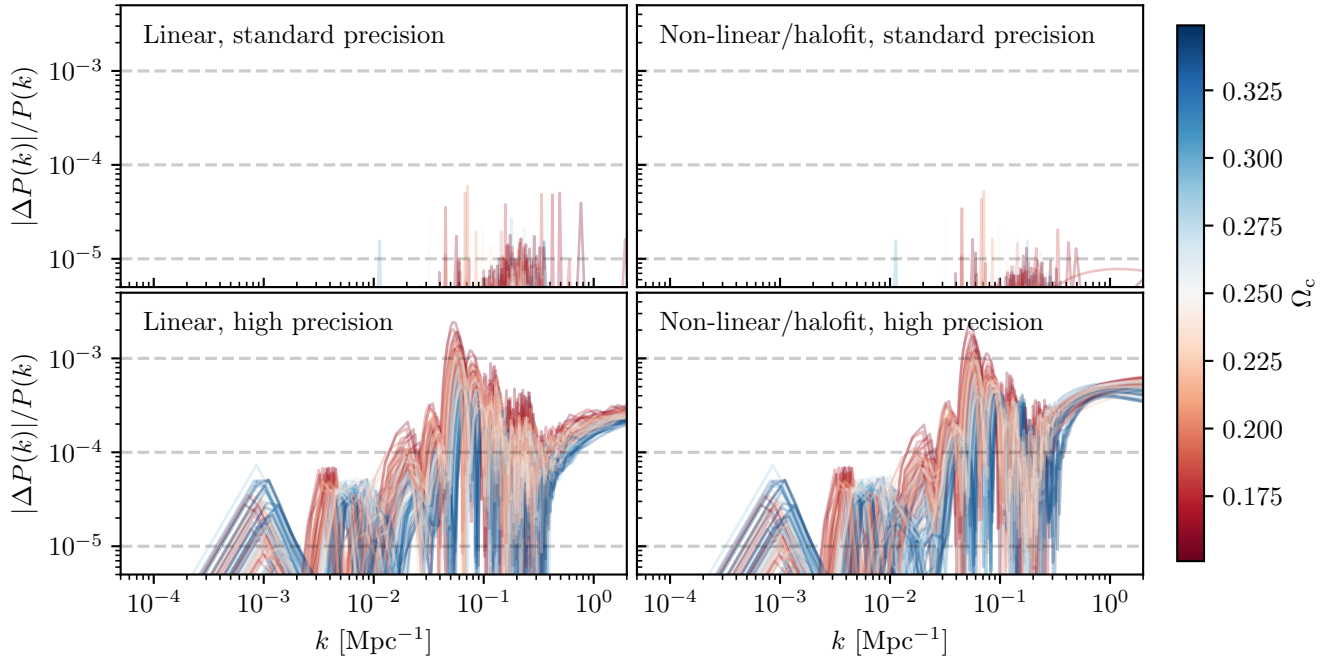 Linear, standard precision
Non-linear/halofit, standard precision
|ΔP(k)|/P(k)
10⁻³
10⁻⁴
10⁻⁵
Linear, high precision
Non-linear/halofit, high precision
|ΔP(k)|/P(k)
10⁻³
10⁻⁴
10⁻⁵
10⁻⁴ 10⁻³ 10⁻² 10⁻¹ 10⁰
10⁻⁴ 10⁻³ 10⁻² 10⁻¹ 10⁰
k [Mpc⁻¹]
k [Mpc⁻¹]
0.325
0.300
0.275
0.250
0.225
0.200
0.175
Ωc